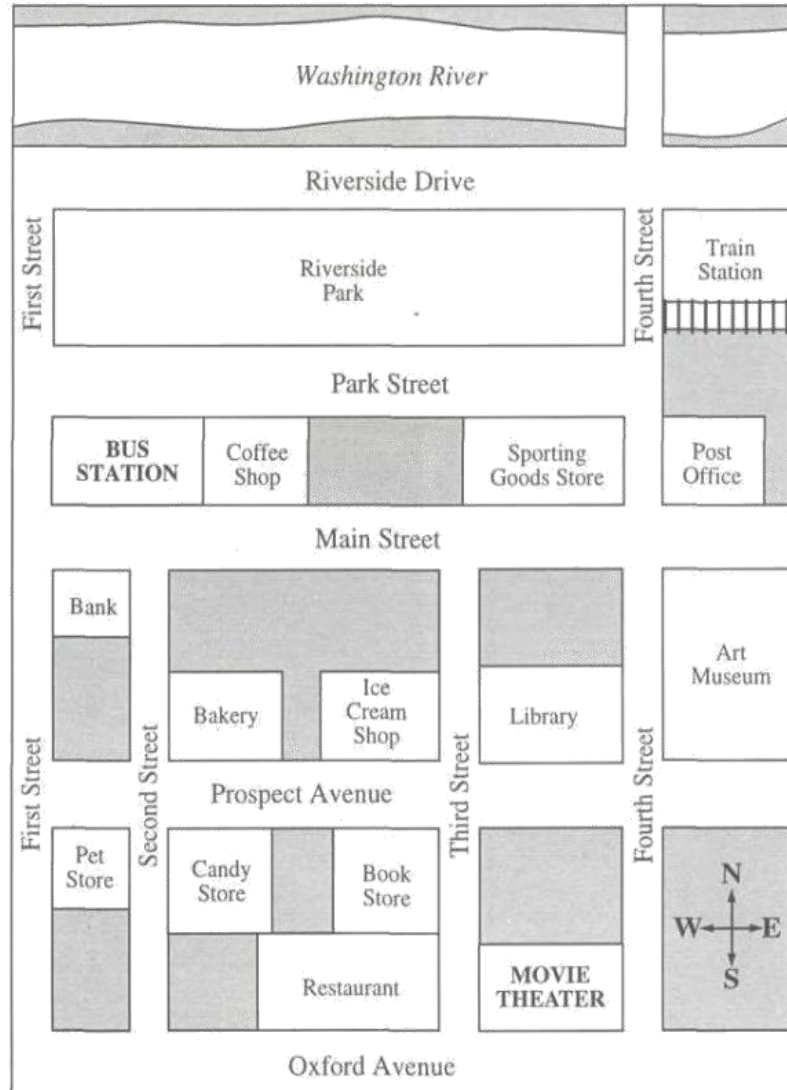 Washington River
Riverside Drive
First Street
Riverside
Park
Fourth Street
Train
Station
Park Street
BUS
STATION
Coffee
Shop
Sporting
Goods Store
Post
Office
Main Street
Bank
Bakery
Ice
Cream
Shop
Library
Art
Museum
First Street
Second Street
Prospect Avenue
Third Street
Fourth Street
Pet
Store
Candy
Store
Book
Store
Restaurant
MOVIE
THEATER
N
W E
S
Oxford Avenue